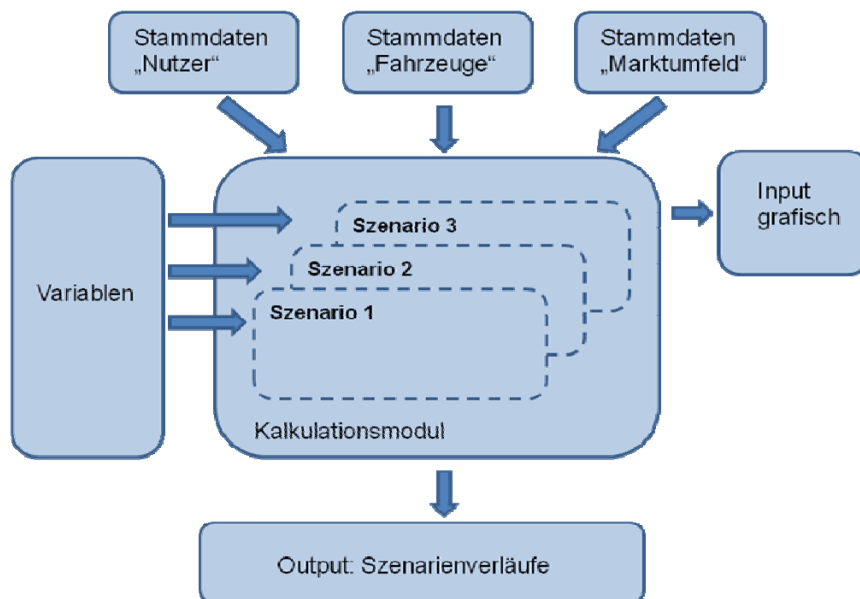 Stammdaten
„Nutzer“
Stammdaten
„Fahrzeuge“
Stammdaten
„Marktumfeld“
Variablen
Szenario 3
Szenario 2
Szenario 1
Kalkulationsmodul
Input
grafisch
Output: Szenarienverläufe